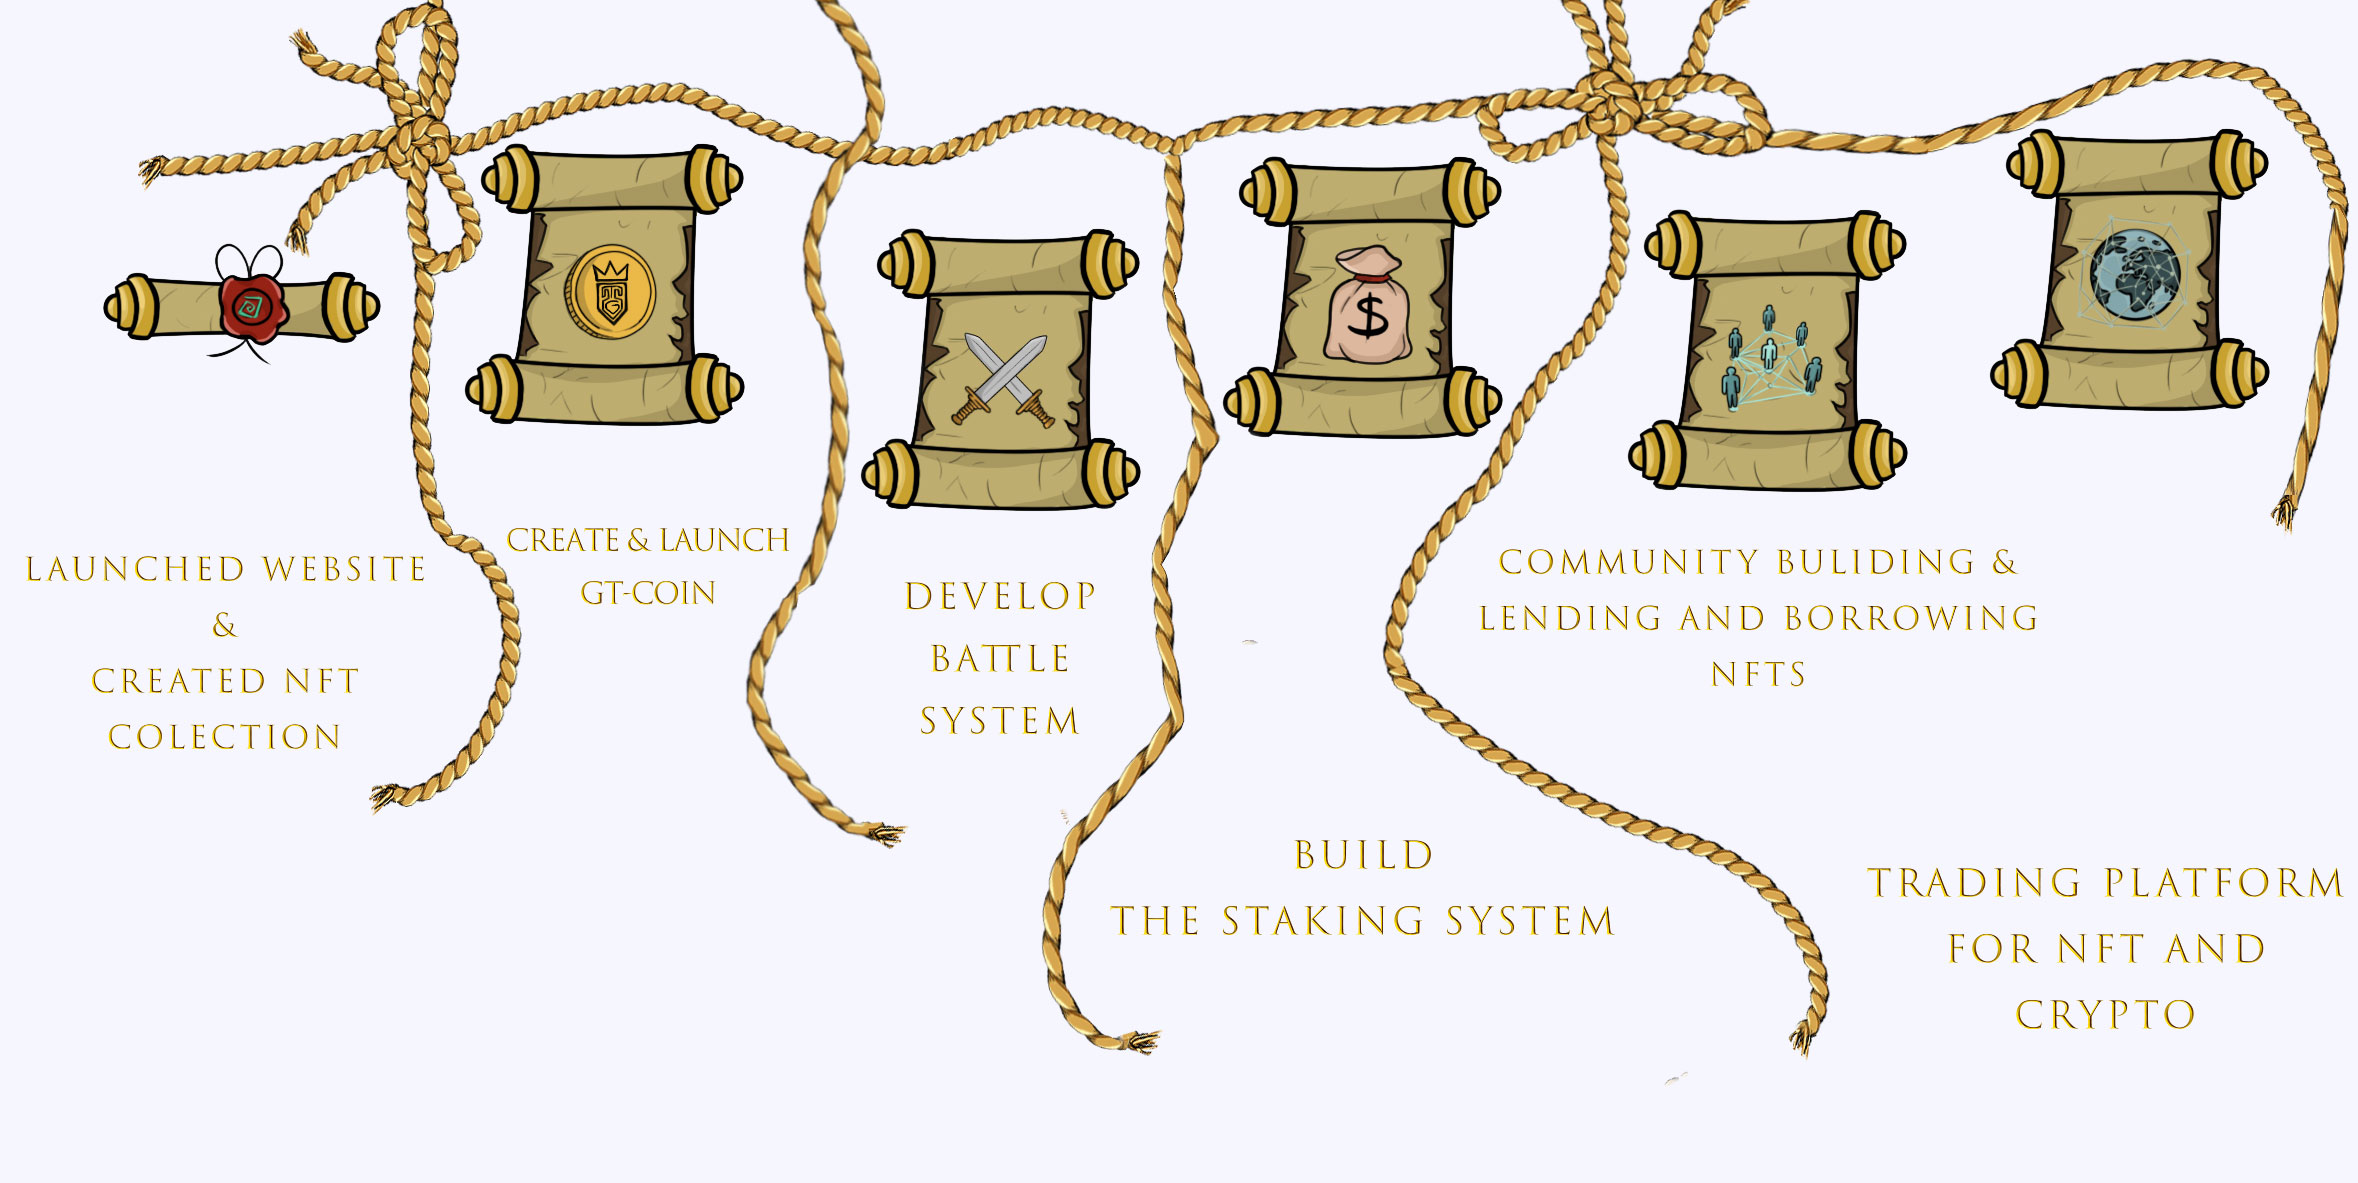 LAUNCHED WEBSITE
&
CREATED NFT
COLECTION
CREATE & LAUNCH
GT-COIN
DEVELOP
BATTLE
SYSTEM
$
BUILD
THE STAKING SYSTEM
COMMUNITY BULIDING &
LENDING AND BORROWING
NFTS
TRADING PLATFORM
FOR NFT AND
CRYPTO